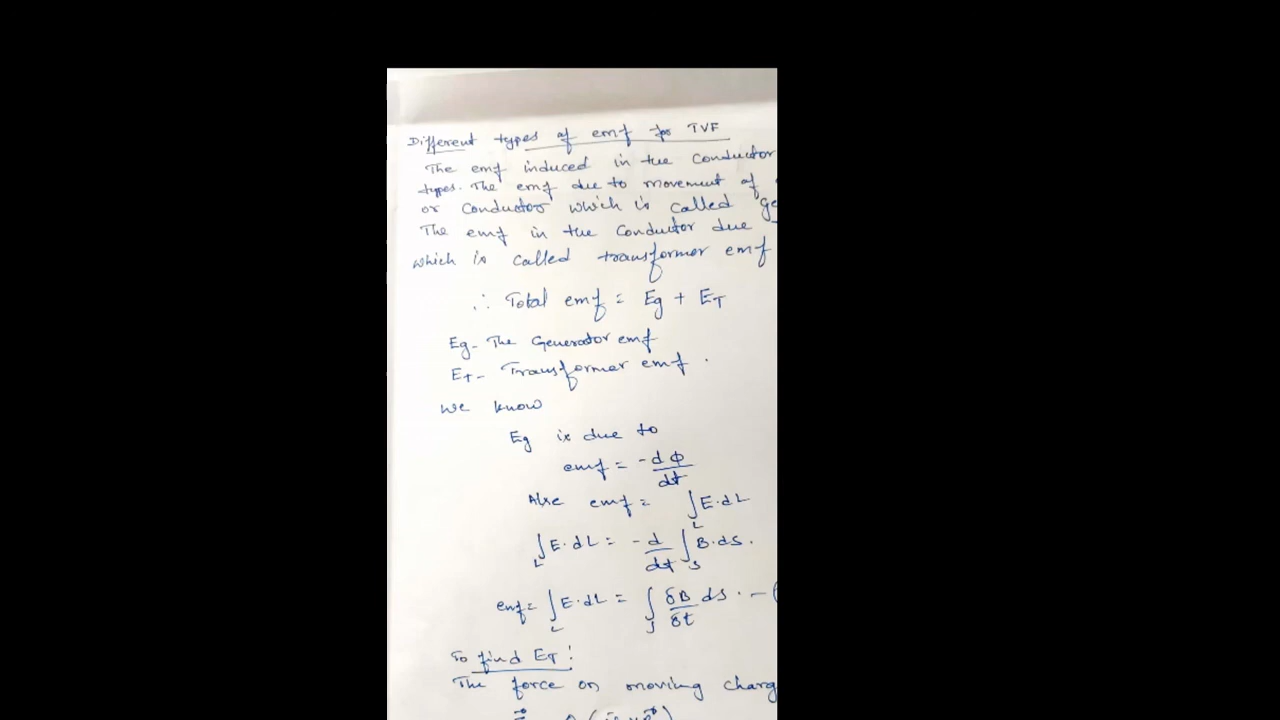 Different types of emf for TVF
The emf induced in the conductor
types. The emf due to movement of
or conductor which is called ge
The emf in the conductor due
which is called transformer emf
∴ Total emf = Eg + ET
Eg - The Generator emf
ET - Transformer emf.
We know
Eg is due to
emf = -dΦ/dt
Also emf = ∫L E·dL
∫L E·dL = -d/dt ∫S B·ds.
emf = ∫L E·dL = ∫S δB/δt ds. - (
To find ET:
The force on moving charg